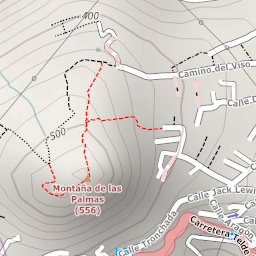 400
Camino del Viso
Calle D
500
Montaña de las
Palmas
(556)
Calle Jack Lewi
Calle Aragón
Calle Tronchada
Carretera Telde